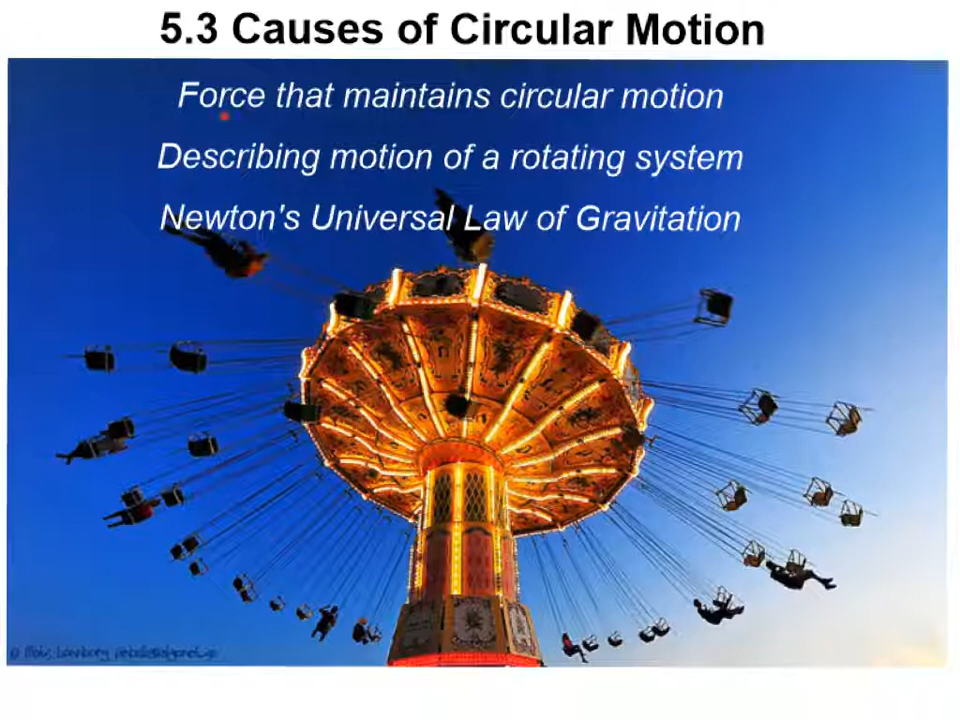 5.3 Causes of Circular Motion
Force that maintains circular motion
Describing motion of a rotating system
Newton's Universal Law of Gravitation